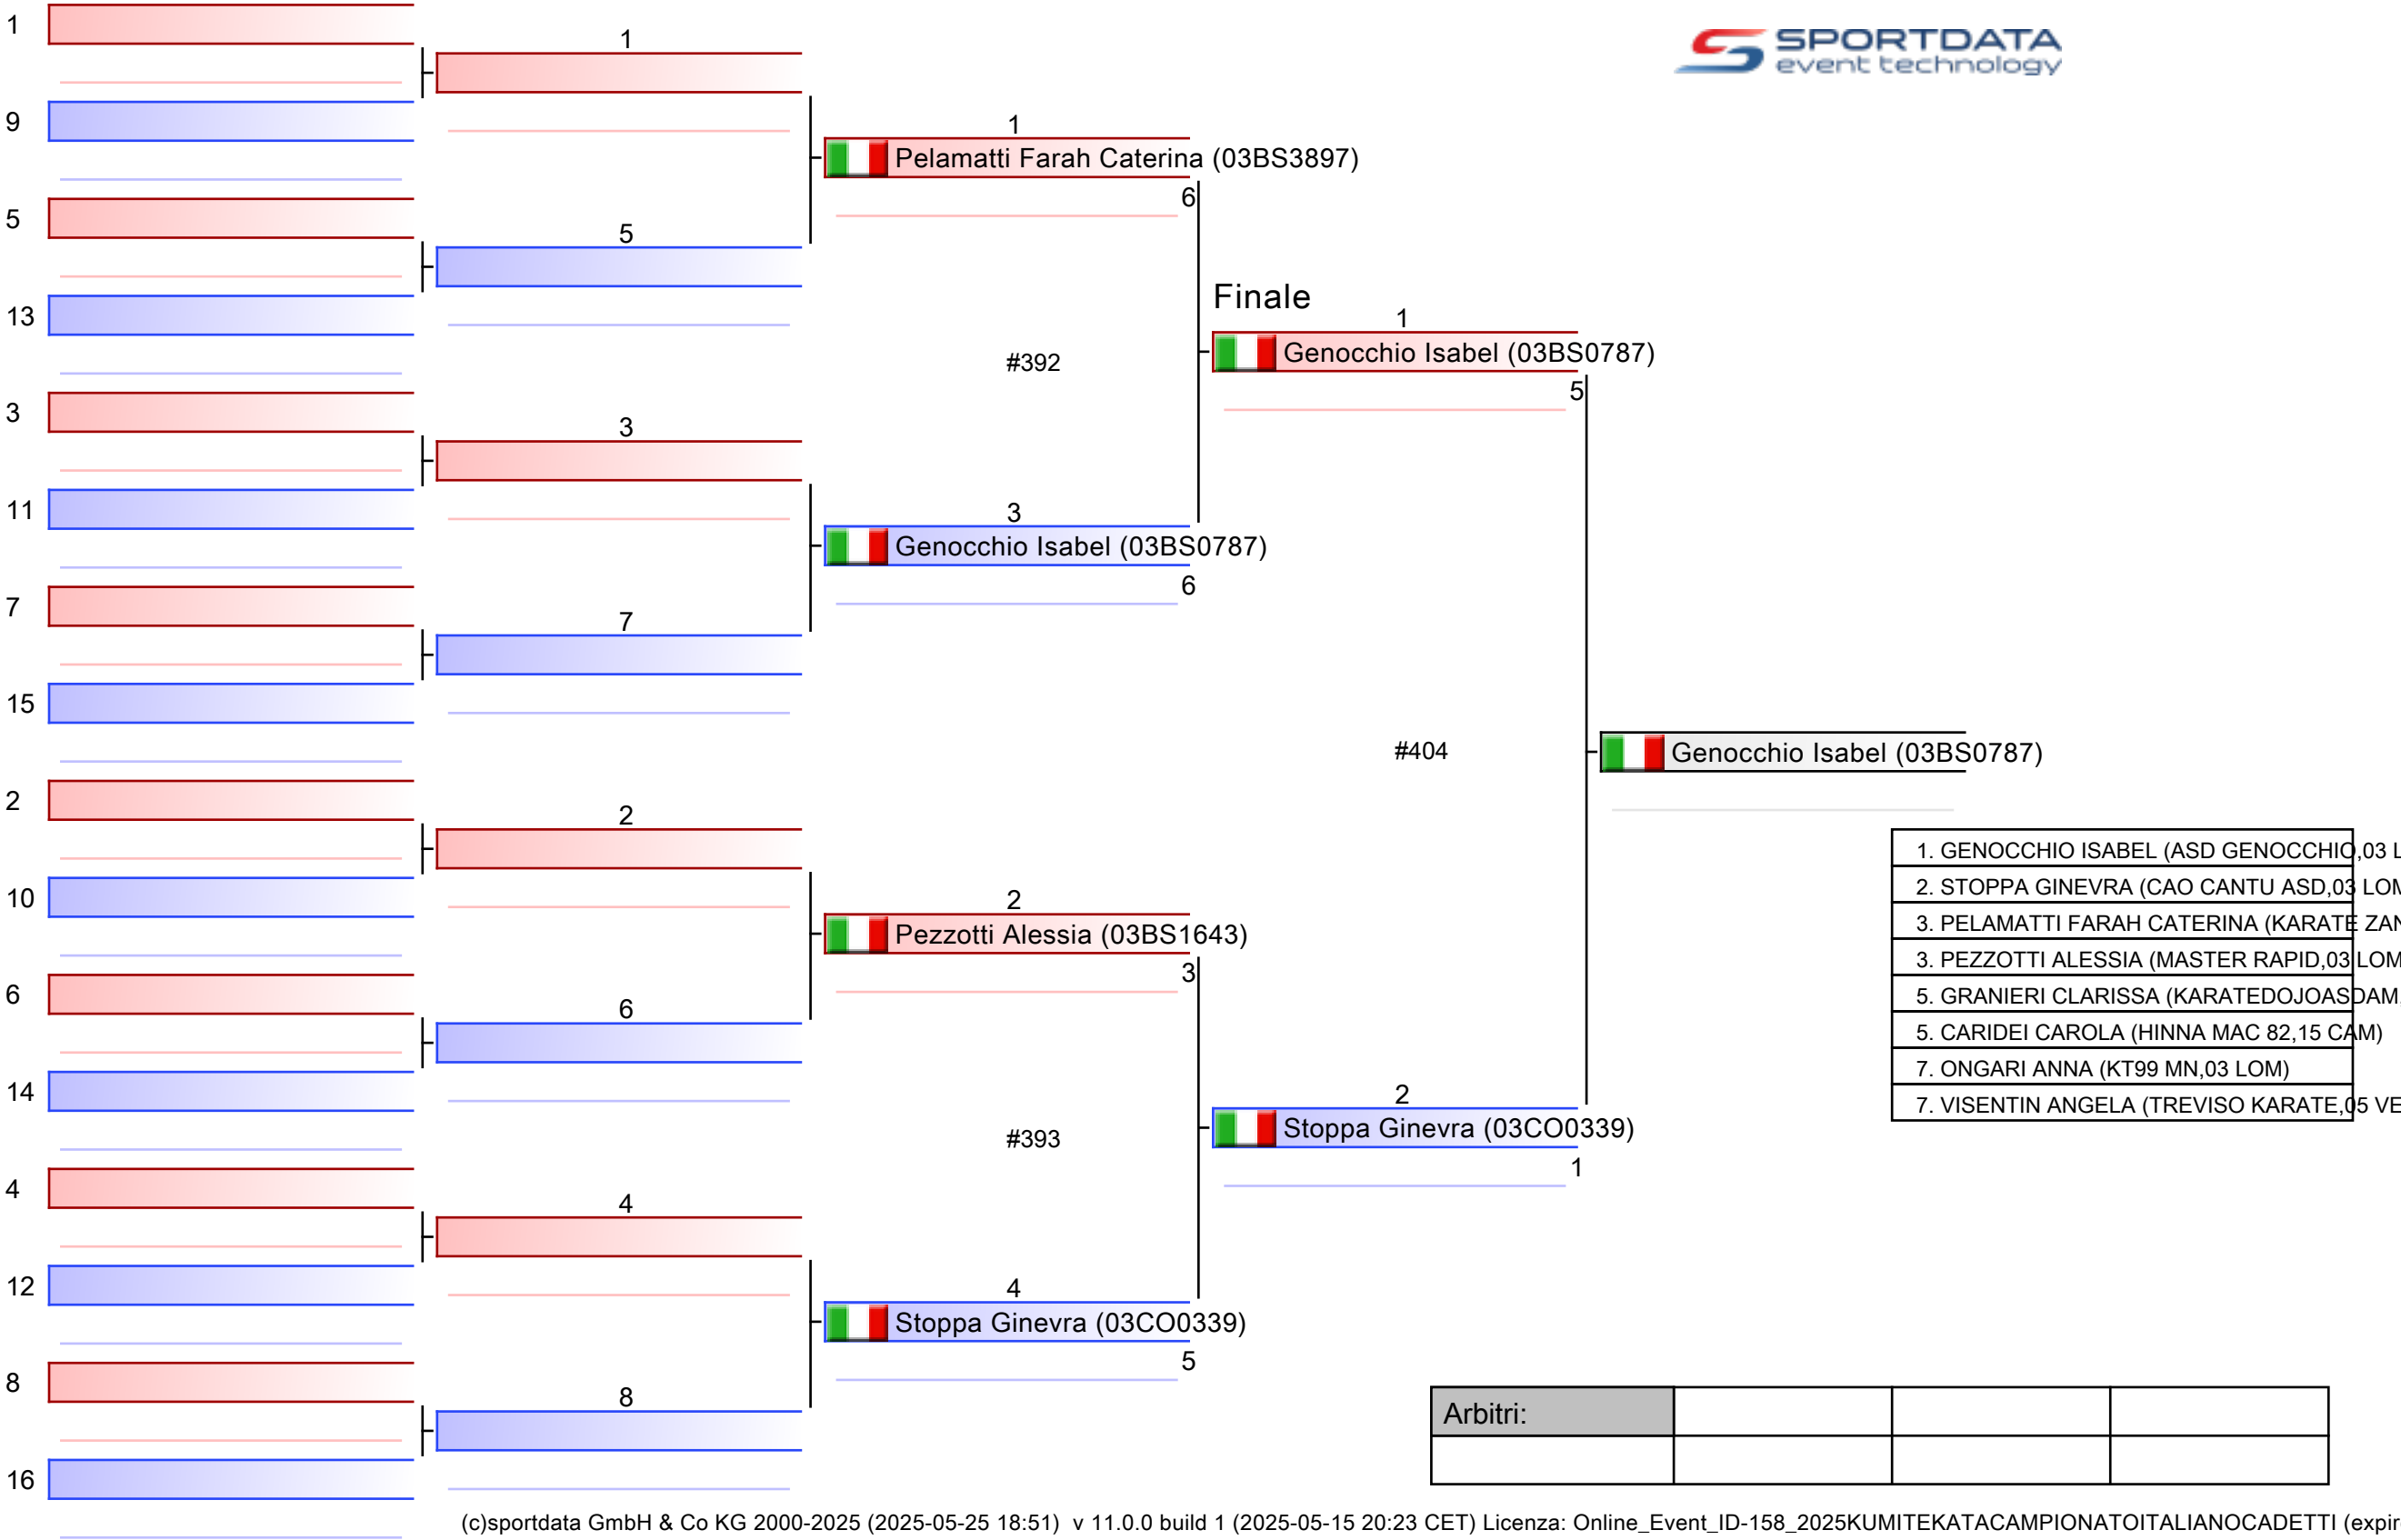 SPORTDATA
event technology
1
9
5
13
3
11
7
15
2
10
6
14
4
12
8
16
1
5
3
7
2
6
4
8
1
Pelamatti Farah Caterina (03BS3897)
6
#392
3
Genocchio Isabel (03BS0787)
6
2
Pezzotti Alessia (03BS1643)
3
#393
4
Stoppa Ginevra (03CO0339)
5
Finale
1
Genocchio Isabel (03BS0787)
5
#404
2
Stoppa Ginevra (03CO0339)
1
Genocchio Isabel (03BS0787)
1. GENOCCHIO ISABEL (ASD GENOCCHIO,03 L
2. STOPPA GINEVRA (CAO CANTU ASD,03 LOM
3. PELAMATTI FARAH CATERINA (KARATE ZAN
3. PEZZOTTI ALESSIA (MASTER RAPID,03 LOM
5. GRANIERI CLARISSA (KARATEDOJOASDAM,
5. CARIDEI CAROLA (HINNA MAC 82,15 CAM)
7. ONGARI ANNA (KT99 MN,03 LOM)
7. VISENTIN ANGELA (TREVISO KARATE,05 VE
Arbitri:
(c)sportdata GmbH & Co KG 2000-2025 (2025-05-25 18:51) v 11.0.0 build 1 (2025-05-15 20:23 CET) Licenza: Online_Event_ID-158_2025KUMITEKATACAMPIONATOITALIANOCADETTI (expir